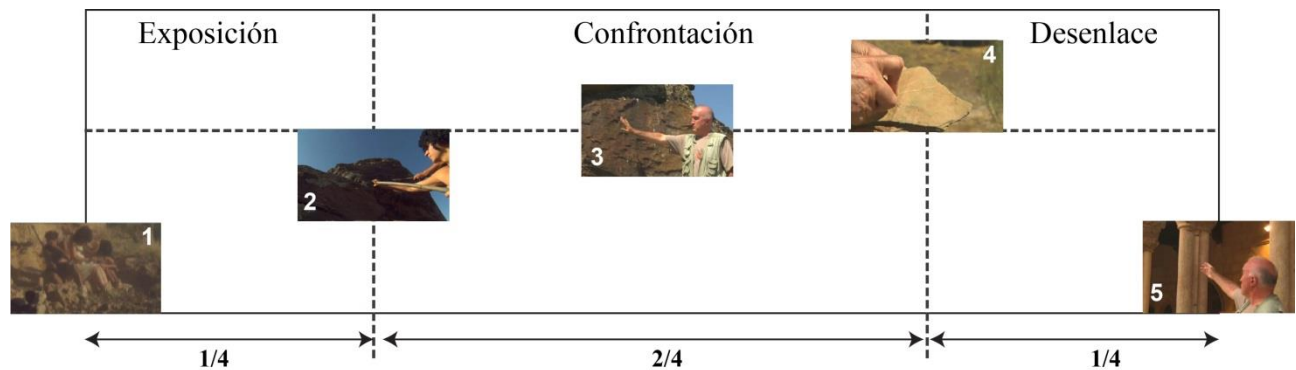 Exposición
Confrontación
Desenlace
4
3
2
1
5
1/4
2/4
1/4